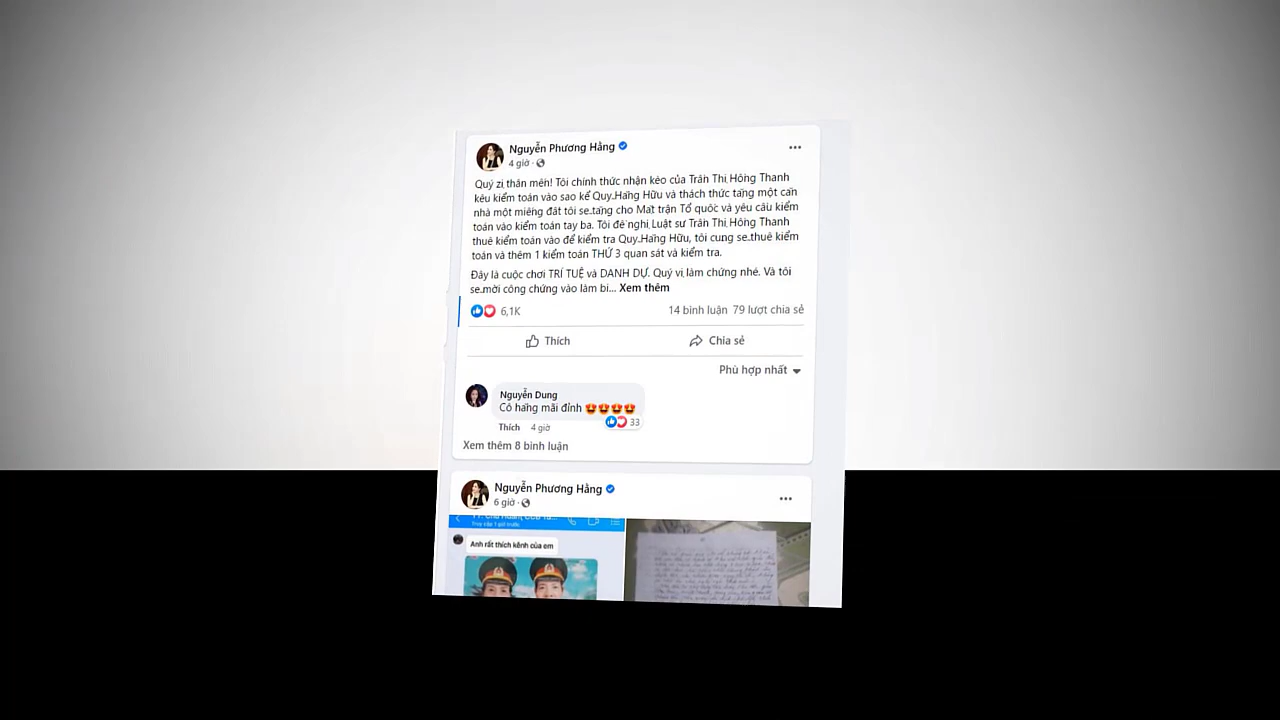 Nguyễn Phương Hằng
4 giờ ·
Quý zị thân mến! Tôi chính thức nhận kèo của Trần Thị Hồng Thanh
kêu kiểm toán vào sao kê Quỹ Hằng Hữu và thách thức tặng một căn
nhà một miếng đất tôi sẽ tặng cho Mặt trận Tổ quốc và yêu cầu kiểm
toán vào kiểm toán tay ba. Tôi đề nghị Luật sư Trần Thị Hồng Thanh
thuê kiểm toán vào để kiểm tra Quỹ Hằng Hữu, tôi cũng sẽ thuê kiểm
toán và thêm 1 kiểm toán THỨ 3 quan sát và kiểm tra.
Đây là cuộc chơi TRÍ TUỆ và DANH DỰ. Quý vị làm chứng nhé. Và tôi
sẽ mời công chứng vào làm bi... Xem thêm
6,1K 14 bình luận 79 lượt chia sẻ
Thích Chia sẻ
Phù hợp nhất
Nguyễn Dung
Cô hằng mãi đỉnh 🤩🤩🤩🤩
33
Thích 4 giờ
Xem thêm 8 bình luận
Nguyễn Phương Hằng
6 giờ ·
Truy cập 1 giờ trước
Anh rất thích kênh của em